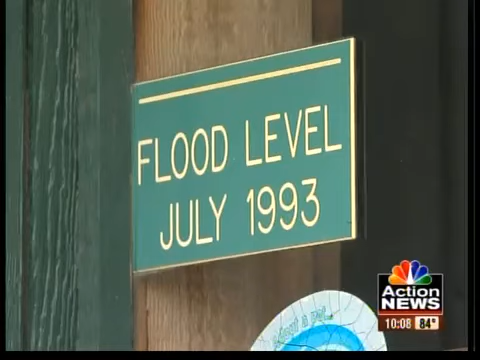 FLOOD LEVEL
JULY 1993
Action
NEWS
10:08 84°